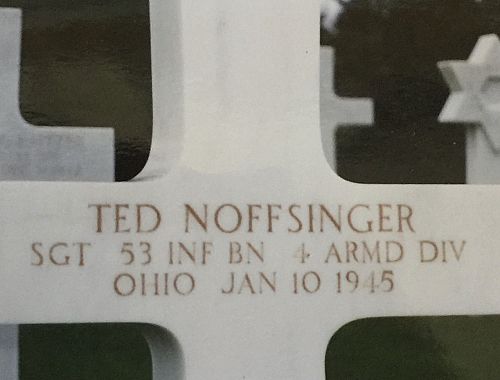 TED NOFFSINGER
SGT 53 INF BN 4 ARMD DIV
OHIO JAN 10 1945